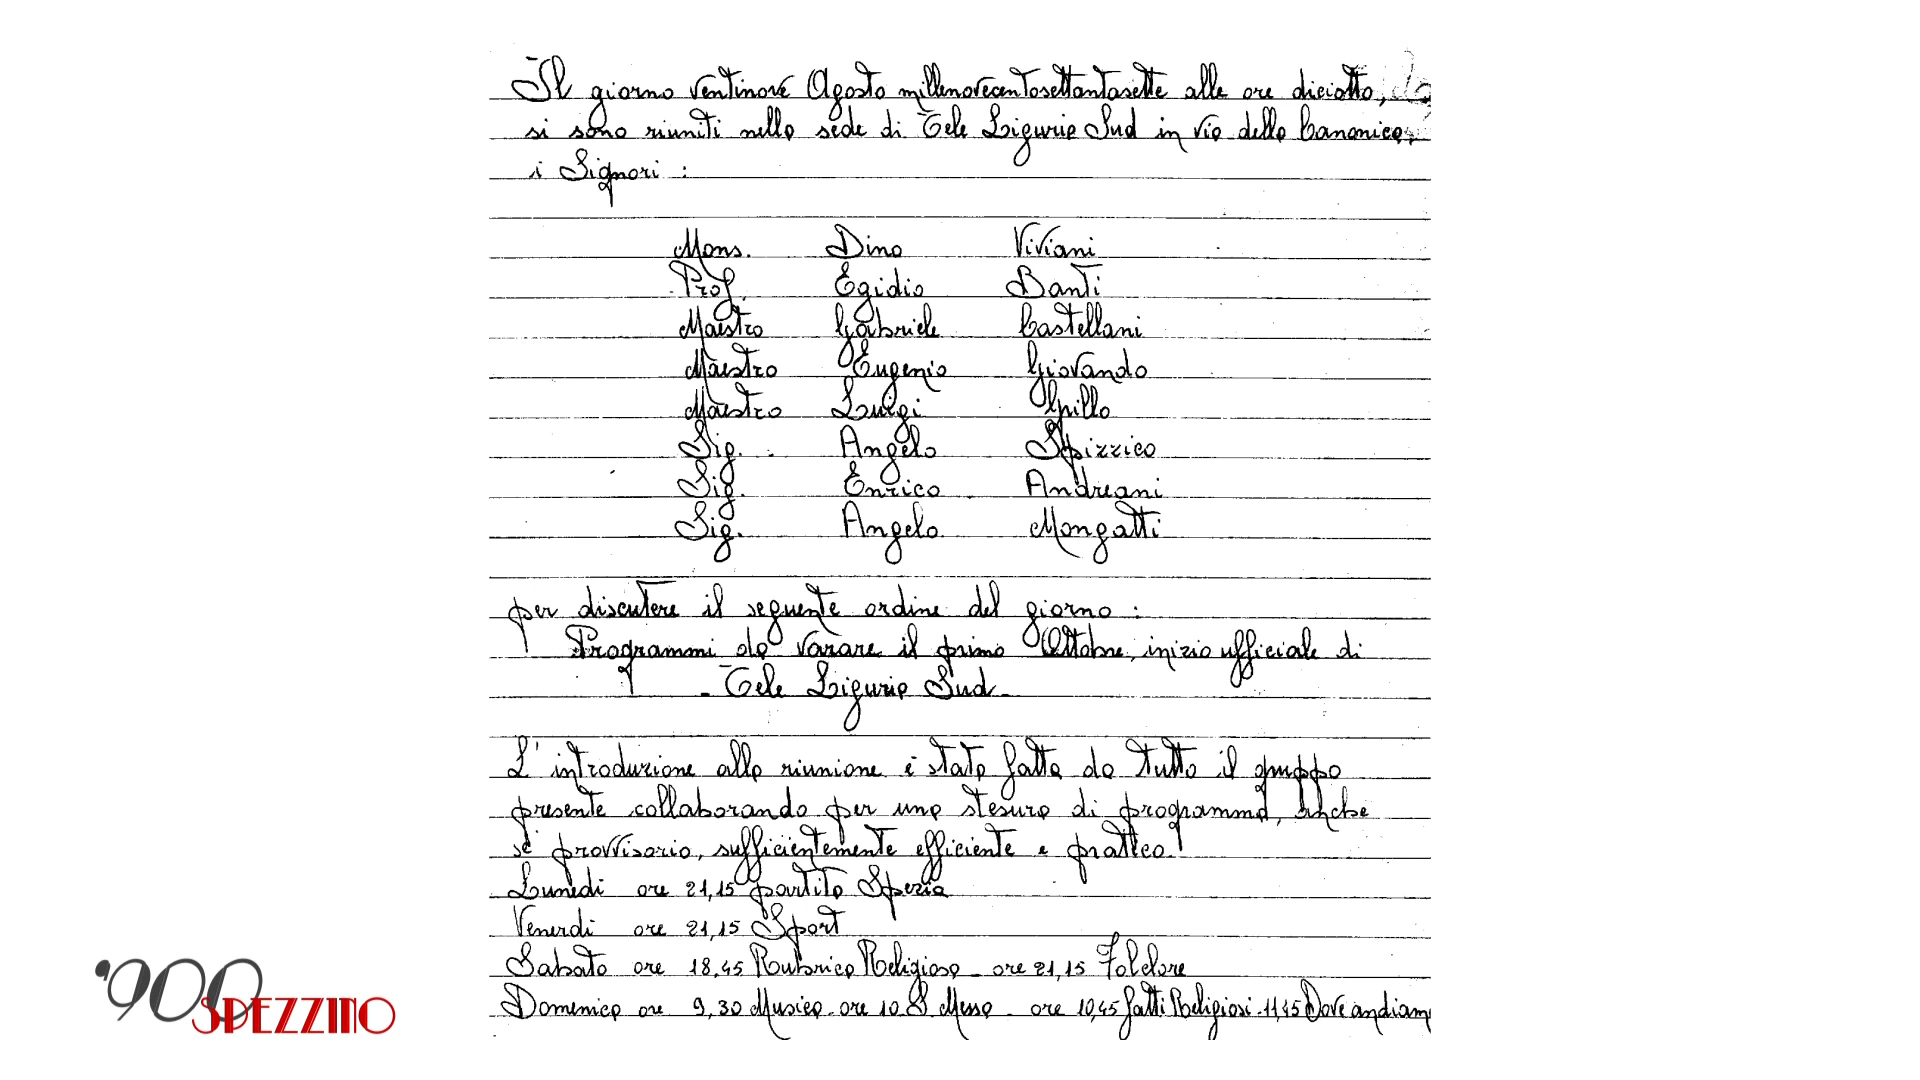 Il giorno ventinove Agosto millenovecentosettantasette alle ore diciotto,
si sono riuniti nella sede di Tele Liguria Sud in via della Canonica,
i Signori :
Mons. Dino Viviani
Prof. Egidio Banti
Maestro Gabriele Castellani
Maestro Eugenio Giovando
Maestro Luigi Grillo
Sig. Angelo Spizzico
Sig. Enrico Andreani
Sig. Angelo Mongatti
per discutere il seguente ordine del giorno :
Programmi da varare il primo Ottobre, inizio ufficiale di
- Tele Liguria Sud -
L'introduzione alla riunione è stata fatta da tutto il gruppo
presente collaborando per una stesura di programma, anche
se provvisorio, sufficientemente efficiente e pratico.
Lunedi ore 21,15 partita Spezia
Venerdi ore 21,15 Sport
Sabato ore 18,45 Rubrica Religiosa - ore 21,15 Folclore
Domenica ore 9,30 Musica - ore 10 S Messa - ore 10,45 fatti Religiosi - 11,45 Dove andiam
'900
SPEZZINO